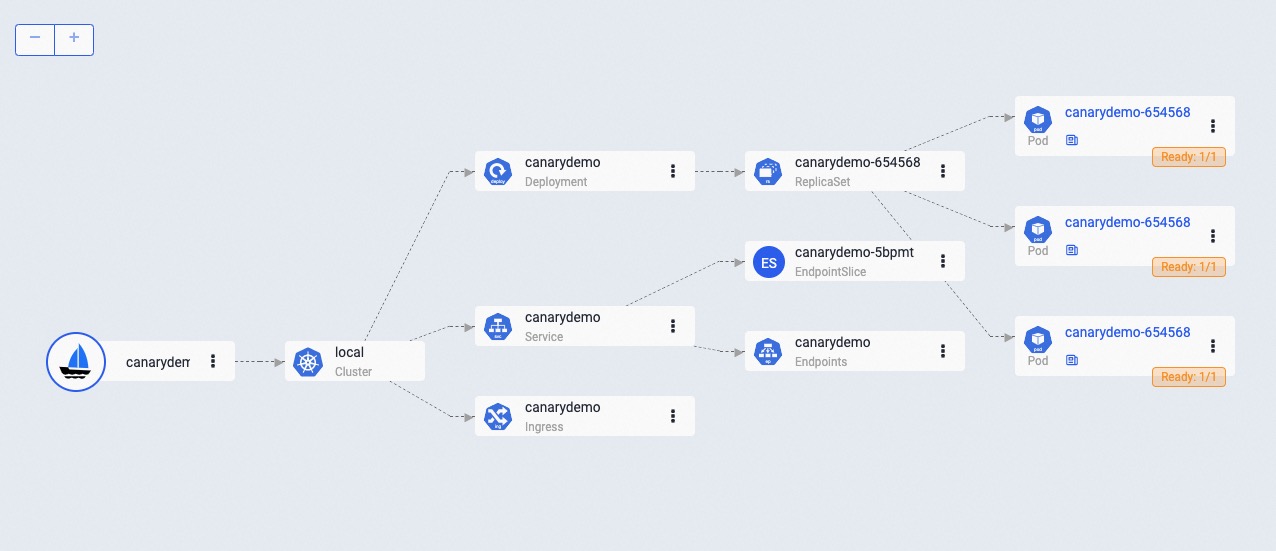 − +
canarydem
local
Cluster
canarydemo
Deployment
canarydemo
Service
canarydemo
Ingress
canarydemo-654568
ReplicaSet
ES
canarydemo-5bpmt
EndpointSlice
canarydemo
Endpoints
canarydemo-654568
Pod
Ready: 1/1
canarydemo-654568
Pod
Ready: 1/1
canarydemo-654568
Pod
Ready: 1/1